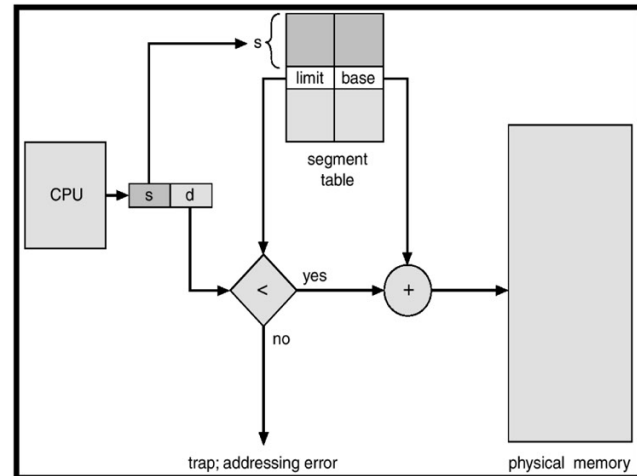 s
limit base
segment
table
CPU
s d
<
yes
+
no
trap; addressing error
physical memory